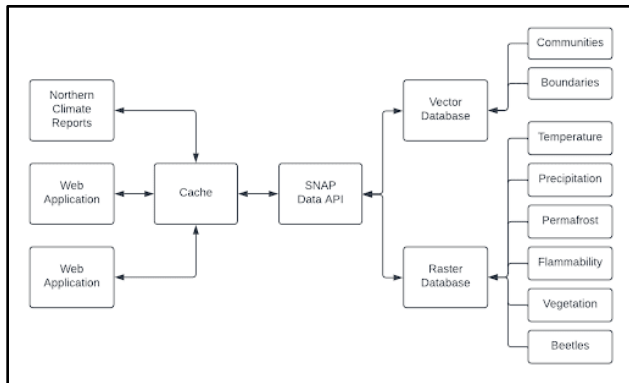 Northern
Climate
Reports
Web
Application
Web
Application
Cache
SNAP
Data API
Vector
Database
Raster
Database
Communities
Boundaries
Temperature
Precipitation
Permafrost
Flammability
Vegetation
Beetles